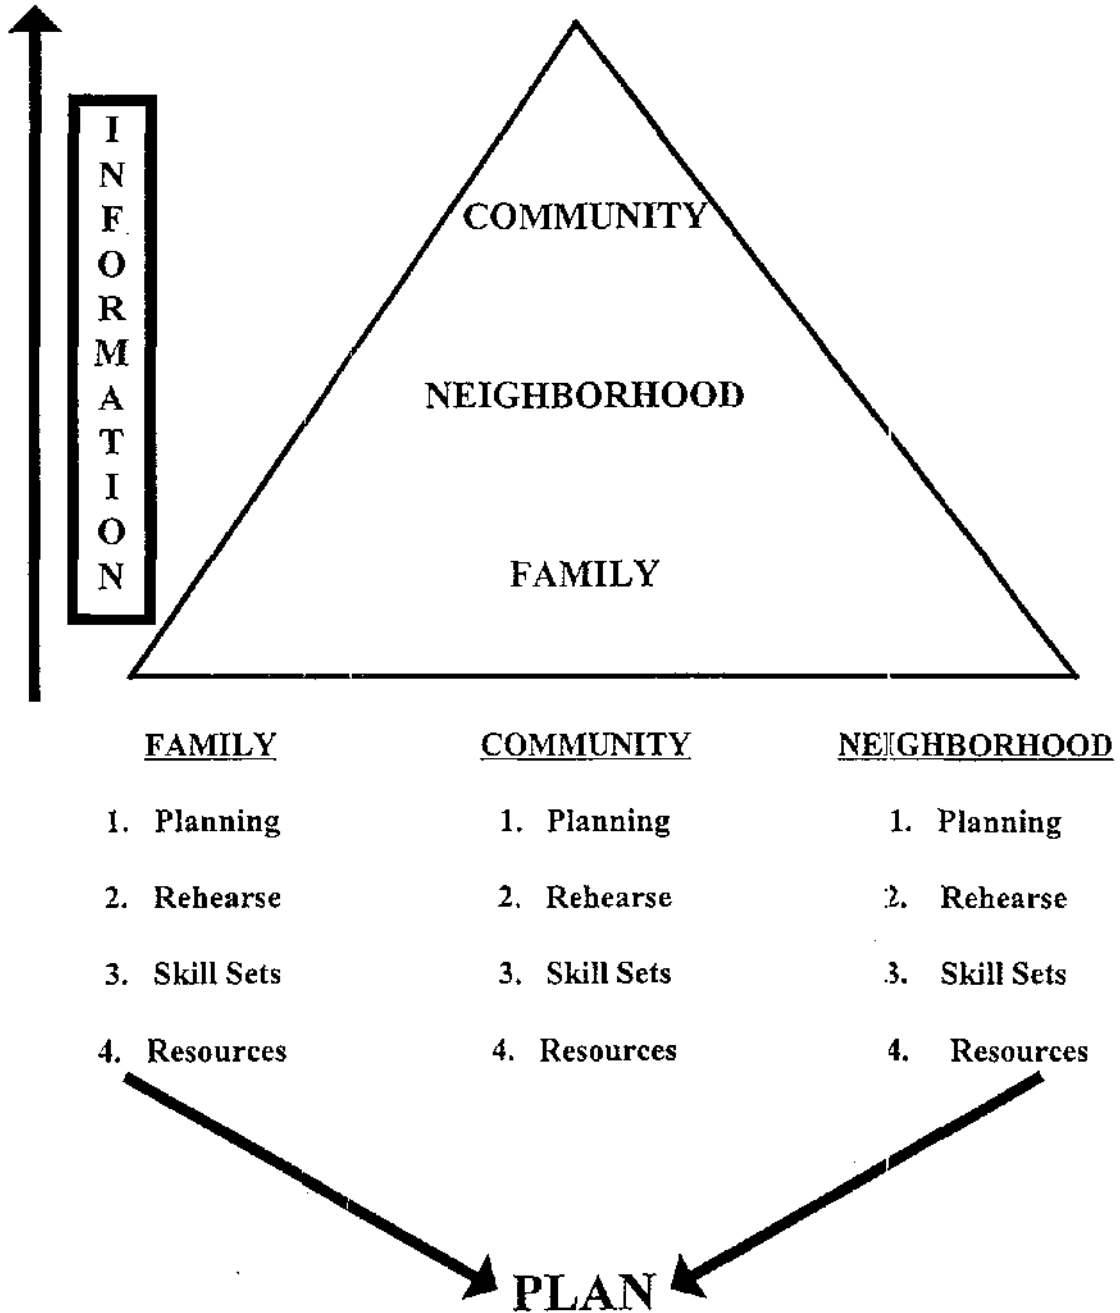 INFORMATION
COMMUNITY
NEIGHBORHOOD
FAMILY
FAMILY COMMUNITY NEIGHBORHOOD
1. Planning 1. Planning 1. Planning
2. Rehearse 2. Rehearse 2. Rehearse
3. Skill Sets 3. Skill Sets 3. Skill Sets
4. Resources 4. Resources 4. Resources
PLAN